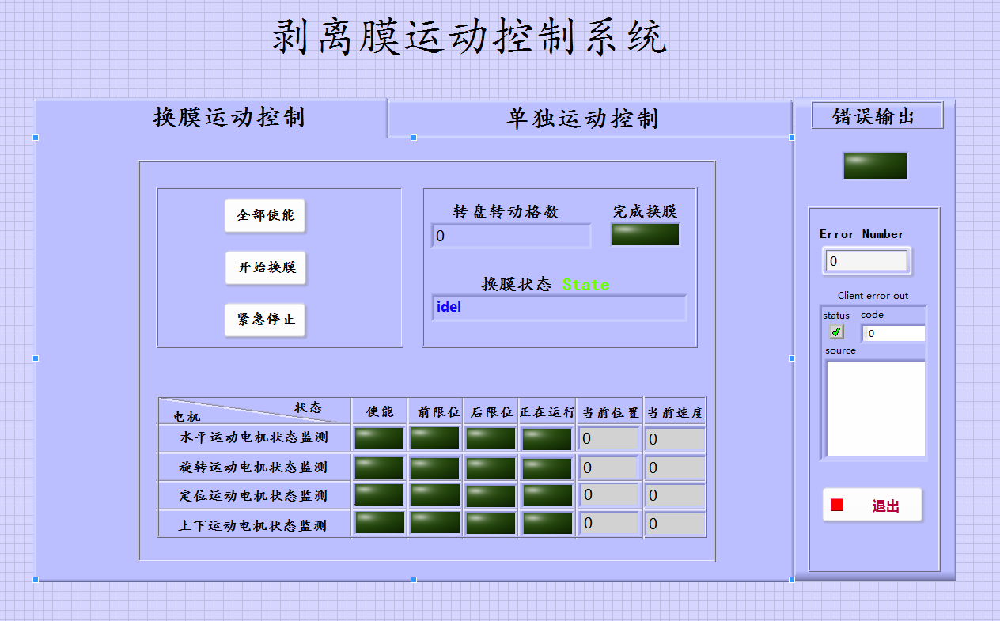 剥离膜运动控制系统
换膜运动控制
单独运动控制
错误输出
全部使能
开始换膜
紧急停止
转盘转动格数
0
完成换膜
换膜状态 State
idel
状态
电机
使能
前限位
后限位
正在运行
当前位置
当前速度
水平运动电机状态监测
0
0
旋转运动电机状态监测
0
0
定位运动电机状态监测
0
0
上下运动电机状态监测
0
0
Error Number
0
Client error out
status
code
0
source
退出